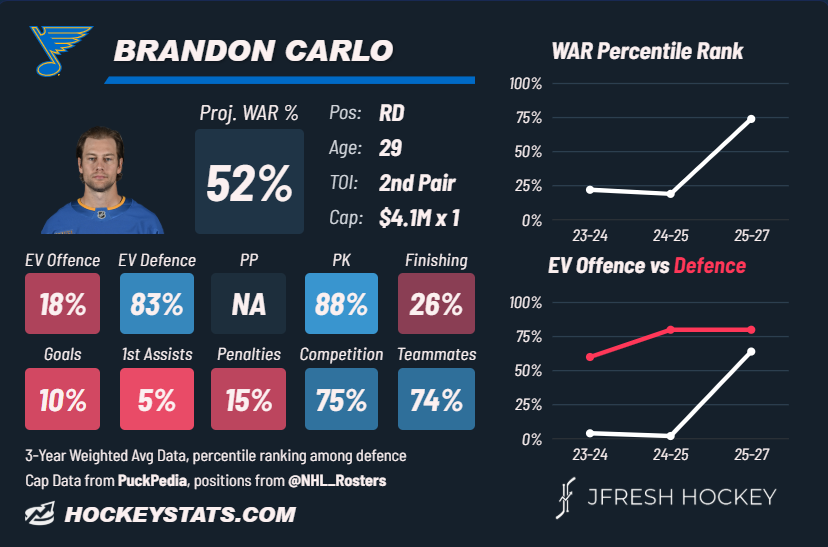 BRANDON CARLO
Proj. WAR %
52%
Pos: RD
Age: 29
TOI: 2nd Pair
Cap: $4.1M x 1
EV Offence EV Defence PP PK Finishing
18% 83% NA 88% 26%
Goals 1st Assists Penalties Competition Teammates
10% 5% 15% 75% 74%
3-Year Weighted Avg Data, percentile ranking among defence
Cap Data from PuckPedia, positions from @NHL_Rosters
HOCKEYSTATS.COM
WAR Percentile Rank
100%
75%
50%
25%
0%
23-24 24-25 25-27
EV Offence vs Defence
100%
75%
50%
25%
0%
23-24 24-25 25-27
JFRESH HOCKEY